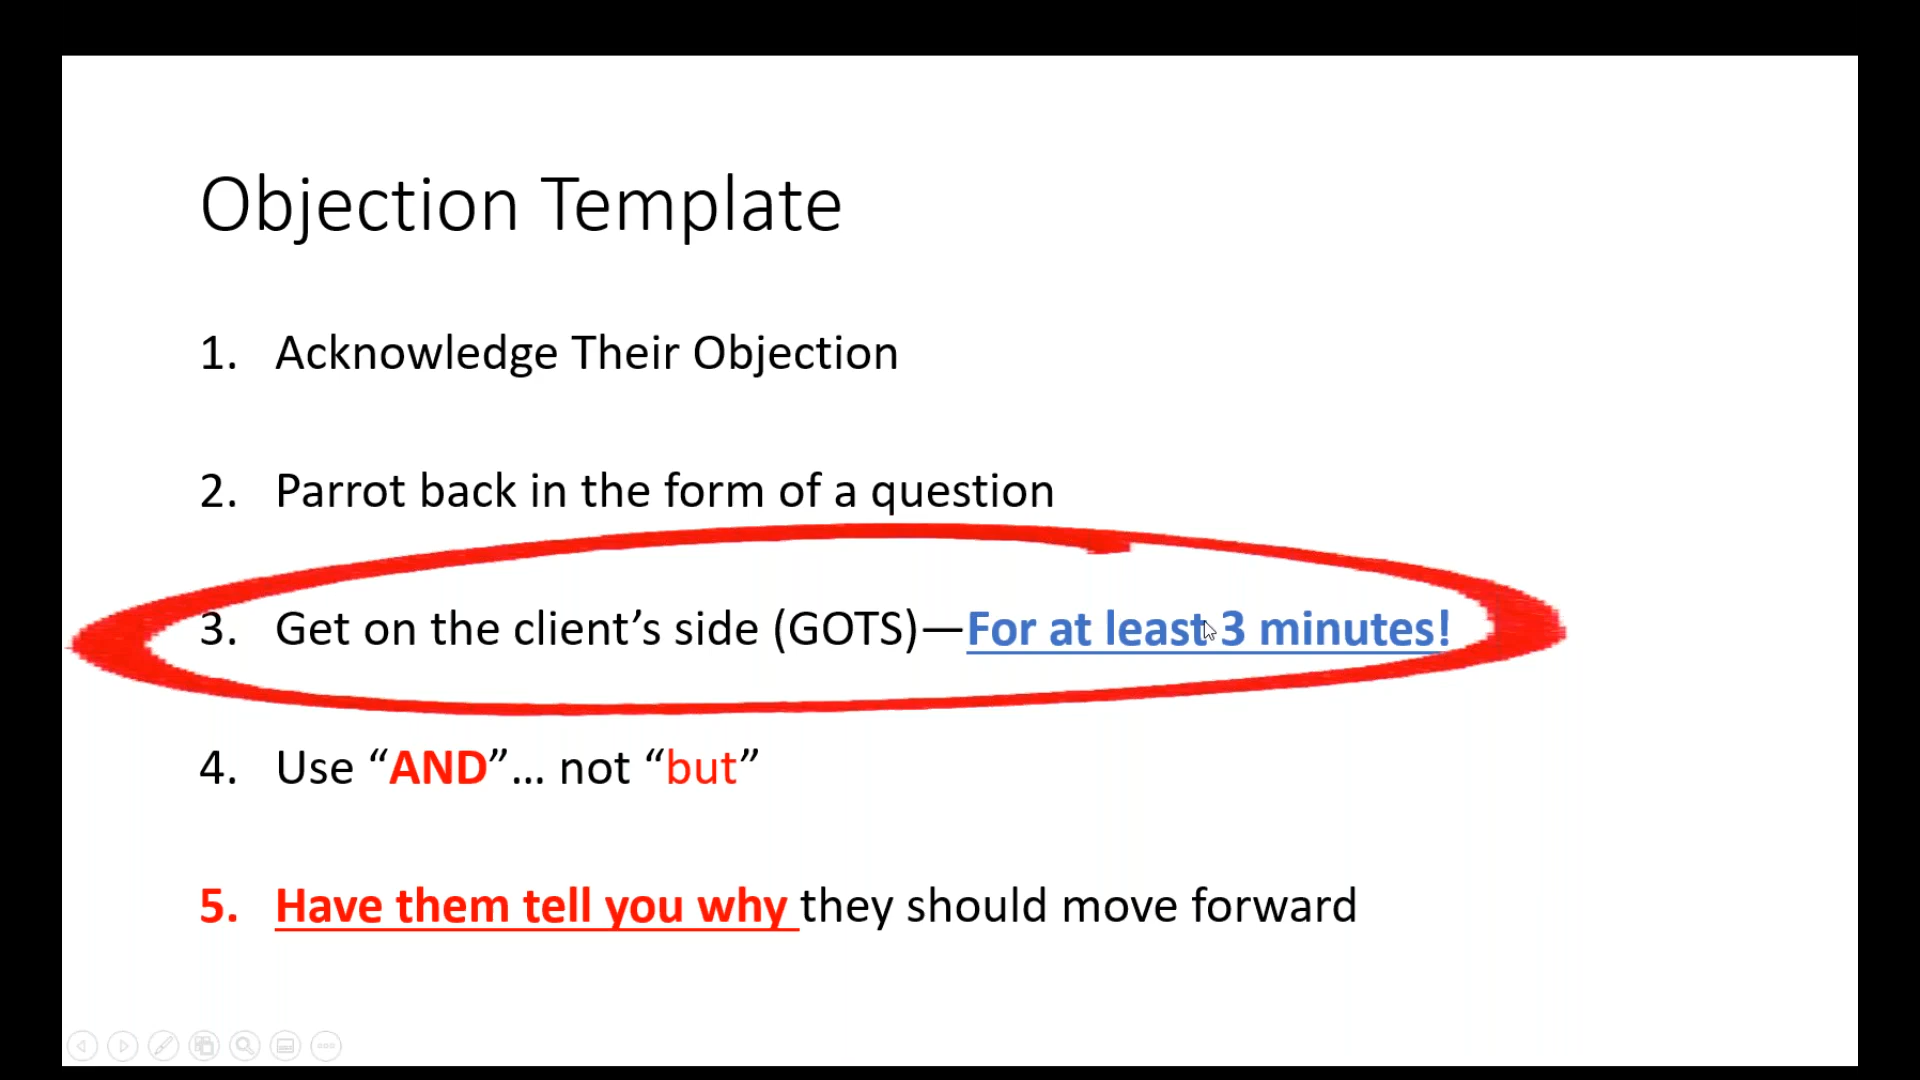 Objection Template
1. Acknowledge Their Objection
2. Parrot back in the form of a question
3. Get on the client’s side (GOTS)—For at least 3 minutes!
4. Use “AND”... not “but”
5. Have them tell you why they should move forward